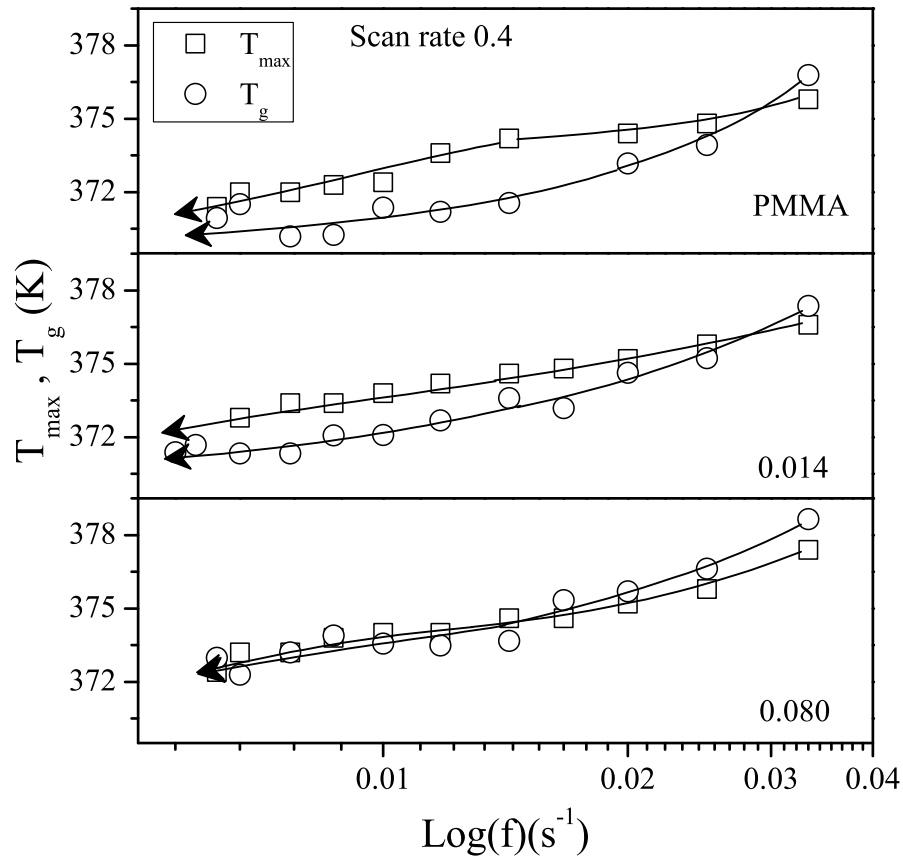 378
375
372
T_max
T_g
Scan rate 0.4
PMMA
378
375
372
0.014
378
375
372
0.080
T_max , T_g (K)
0.01 0.02 0.03 0.04
Log(f)(s^-1)